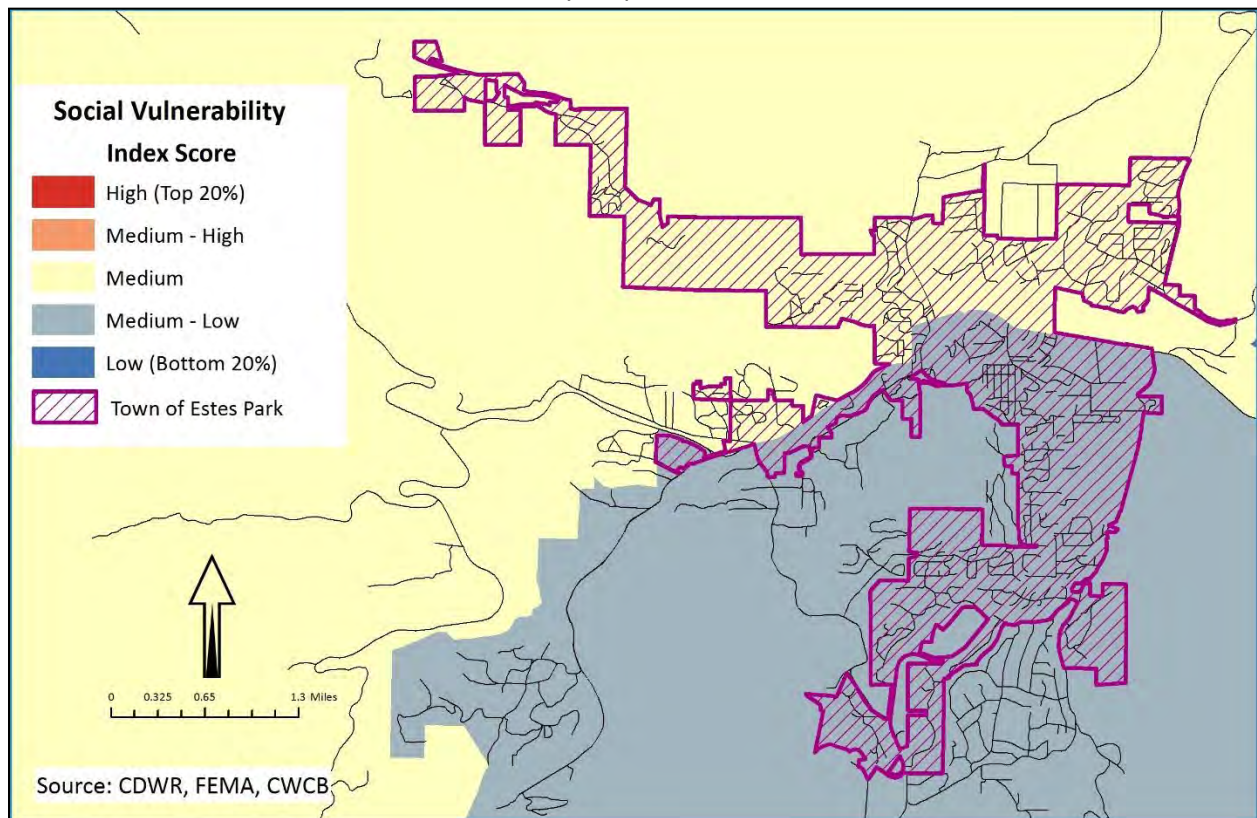 Social Vulnerability
Index Score
High (Top 20%)
Medium - High
Medium
Medium - Low
Low (Bottom 20%)
Town of Estes Park
0 0.325 0.65 1.3 Miles
Source: CDWR, FEMA, CWCB